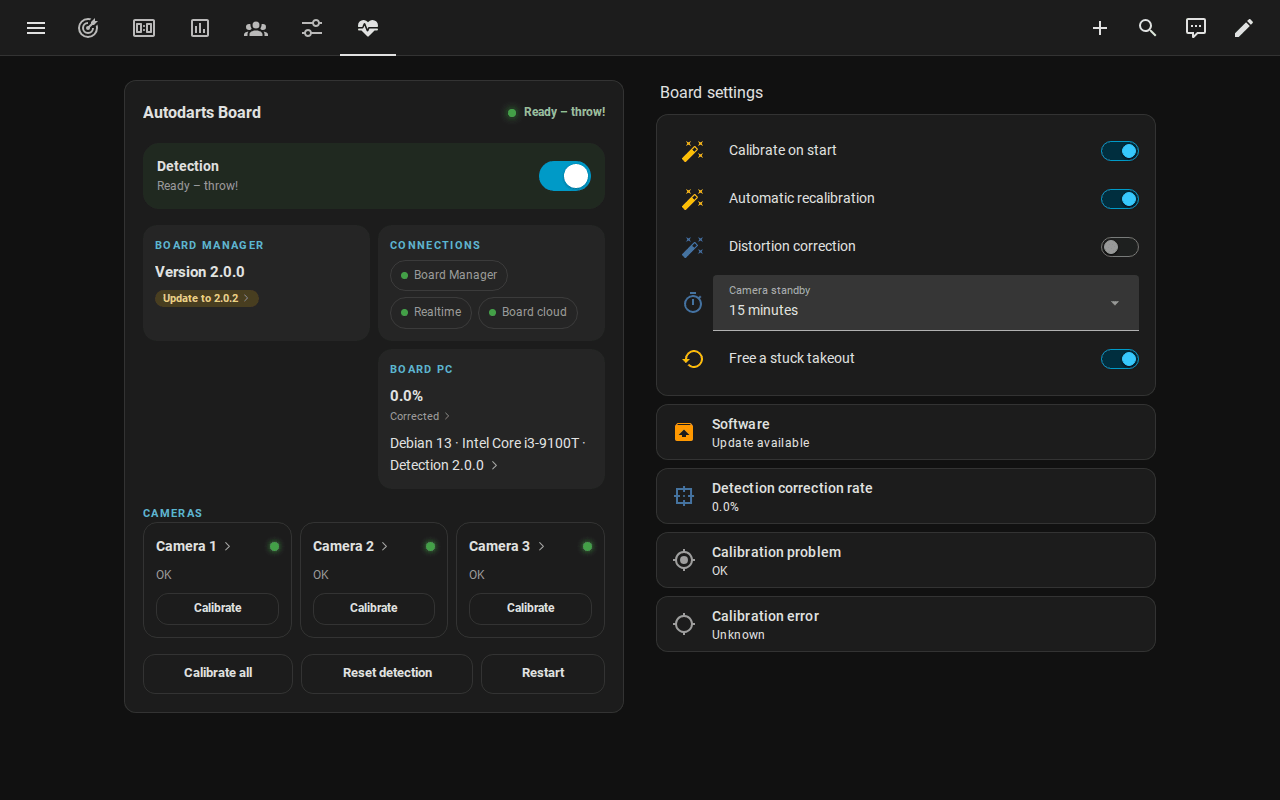 Autodarts Board
Ready – throw!
Detection
Ready – throw!
BOARD MANAGER
Version 2.0.0
Update to 2.0.2
CONNECTIONS
Board Manager
Realtime
Board cloud
BOARD PC
0.0%
Corrected
Debian 13 · Intel Core i3-9100T ·
Detection 2.0.0
CAMERAS
Camera 1
OK
Calibrate
Camera 2
OK
Calibrate
Camera 3
OK
Calibrate
Calibrate all
Reset detection
Restart
Board settings
Calibrate on start
Automatic recalibration
Distortion correction
Camera standby
15 minutes
Free a stuck takeout
Software
Update available
Detection correction rate
0.0%
Calibration problem
OK
Calibration error
Unknown